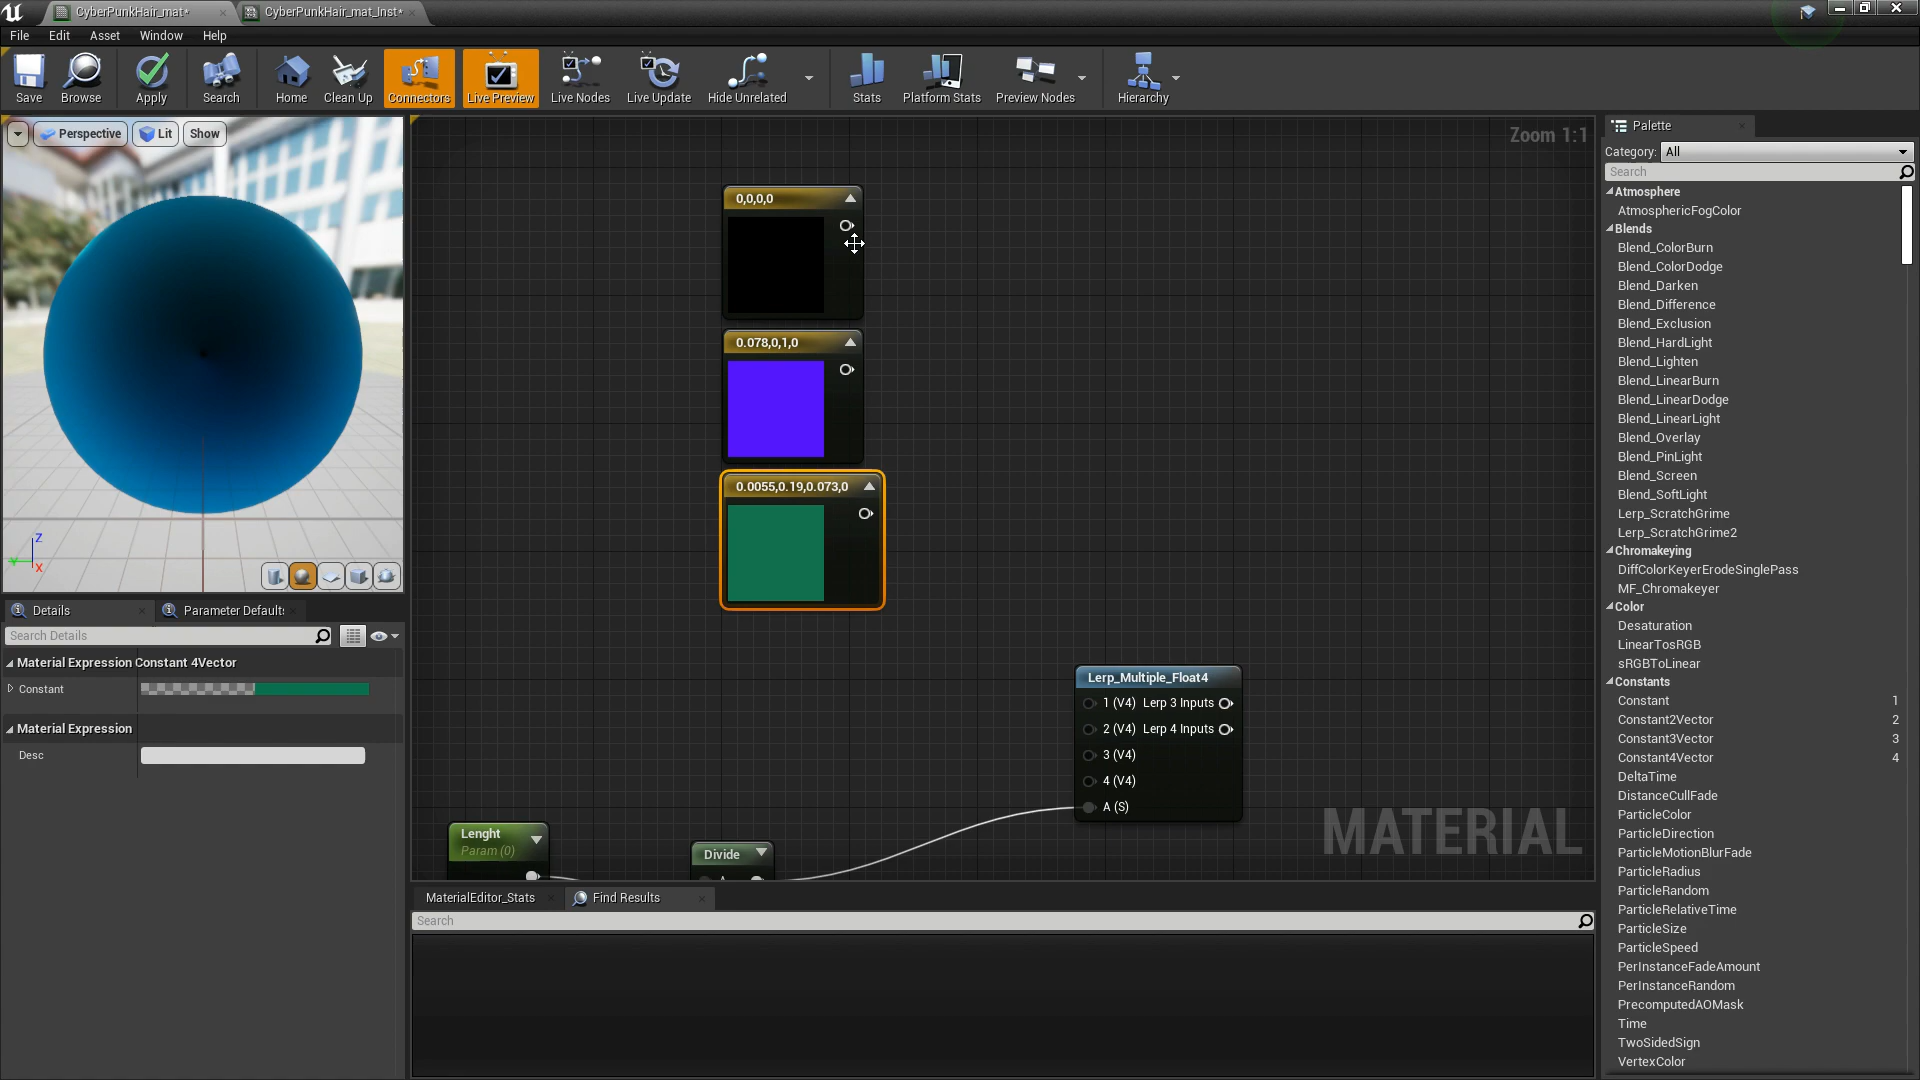 CyberPunkHair_mat*
CyberPunkHair_mat_Inst*
File Edit Asset Window Help
Save Browse Apply Search Home Clean Up Connectors Live Preview Live Nodes Live Update Hide Unrelated Stats Platform Stats Preview Nodes Hierarchy
Perspective Lit Show
Zoom 1:1
0,0,0,0
0.078,0,1,0
0.0055,0.19,0.073,0
Lerp_Multiple_Float4
1 (V4) Lerp 3 Inputs
2 (V4) Lerp 4 Inputs
3 (V4)
4 (V4)
A (S)
Lenght
Param (0)
Divide
MATERIAL
Z
Y
X
Details
Parameter Defaults
Search Details
Material Expression Constant 4Vector
Constant
Material Expression
Desc
MaterialEditor_Stats
Find Results
Search
Palette
Category: All
Search
Atmosphere
AtmosphericFogColor
Blends
Blend_ColorBurn
Blend_ColorDodge
Blend_Darken
Blend_Difference
Blend_Exclusion
Blend_HardLight
Blend_Lighten
Blend_LinearBurn
Blend_LinearDodge
Blend_LinearLight
Blend_Overlay
Blend_PinLight
Blend_Screen
Blend_SoftLight
Lerp_ScratchGrime
Lerp_ScratchGrime2
Chromakeying
DiffColorKeyerErodeSinglePass
MF_Chromakeyer
Color
Desaturation
LinearTosRGB
sRGBToLinear
Constants
Constant 1
Constant2Vector 2
Constant3Vector 3
Constant4Vector 4
DeltaTime
DistanceCullFade
ParticleColor
ParticleDirection
ParticleMotionBlurFade
ParticleRadius
ParticleRandom
ParticleRelativeTime
ParticleSize
ParticleSpeed
PerInstanceFadeAmount
PerInstanceRandom
PrecomputedAOMask
Time
TwoSidedSign
VertexColor